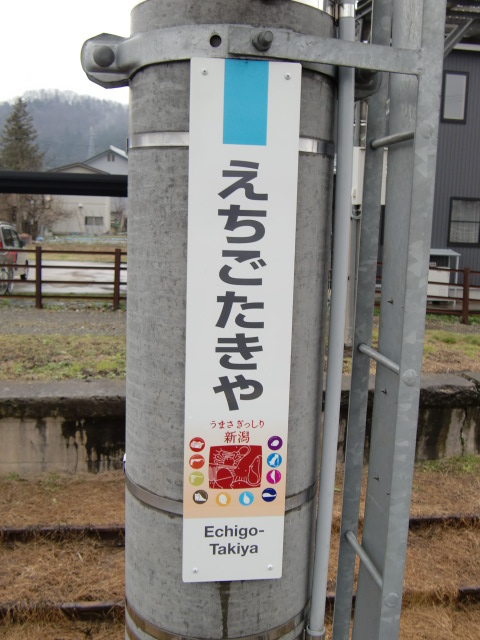 えちごたきや
うまさぎっしり
新潟
Echigo-
Takiya